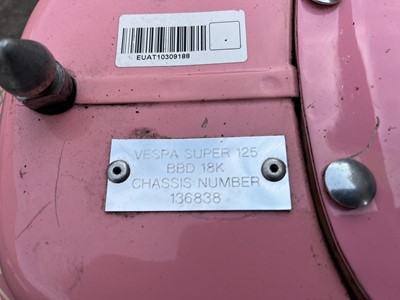 EUAT10309188
VESPA SUPER 125
BBD 18K
CHASSIS NUMBER
136838